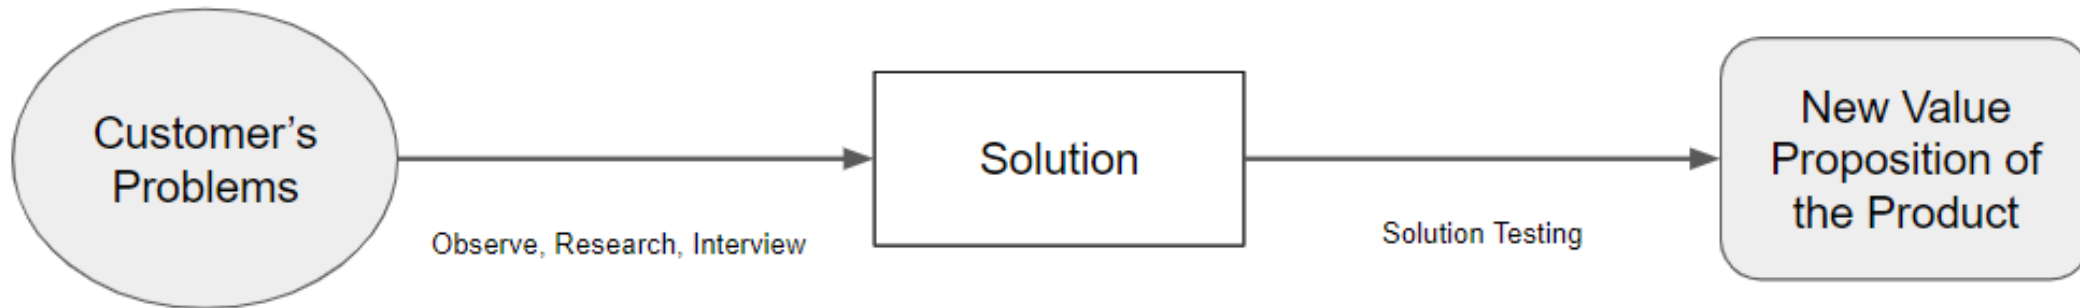 Customer's
Problems
Observe, Research, Interview
Solution
Solution Testing
New Value
Proposition of
the Product